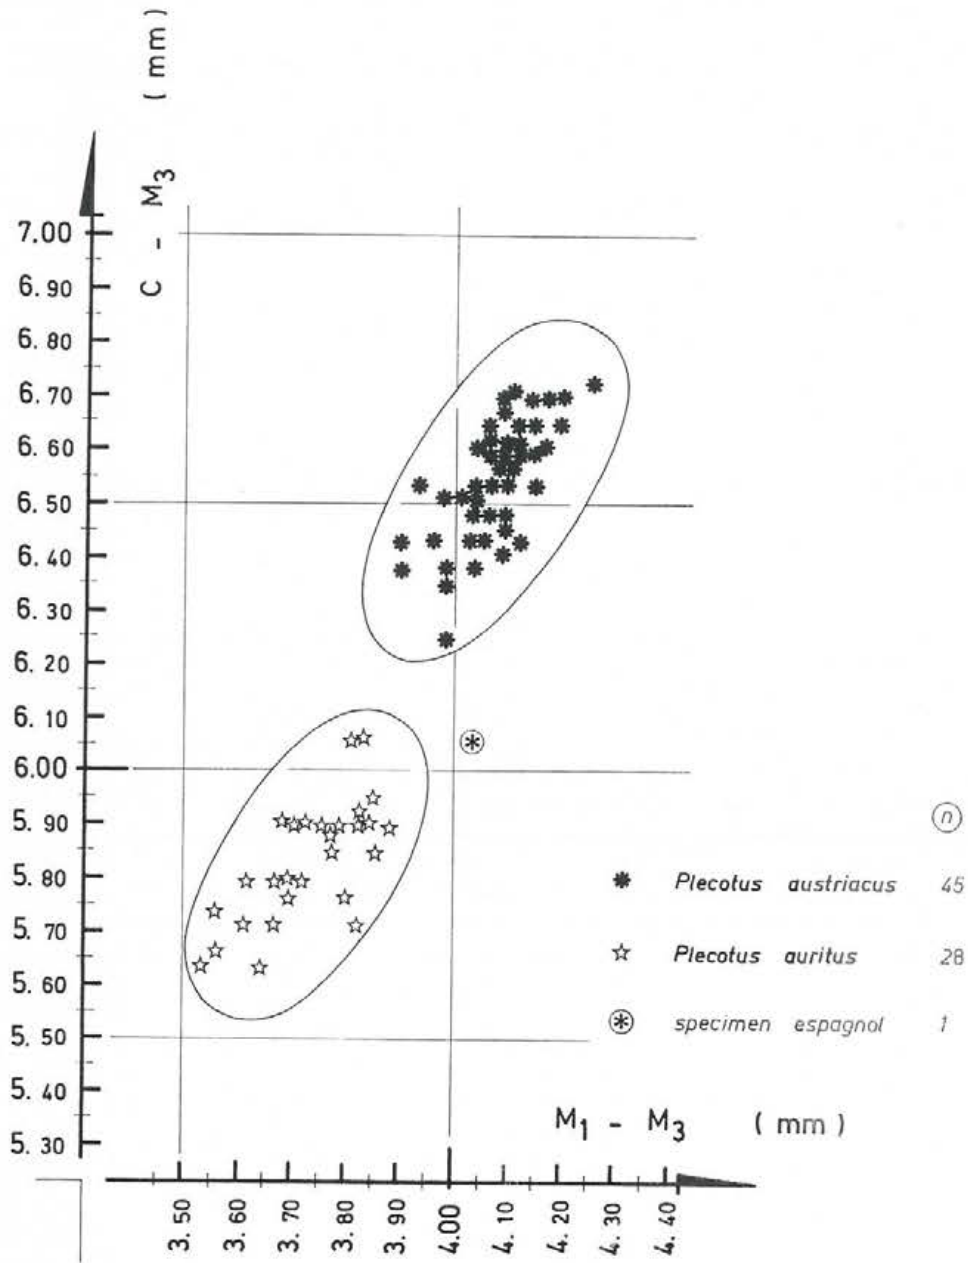 C - M3 (mm)
7.00
6.90
6.80
6.70
6.60
6.50
6.40
6.30
6.20
6.10
6.00
5.90
5.80
5.70
5.60
5.50
5.40
5.30
n
Plecotus austriacus 45
Plecotus auritus 28
specimen espagnol 1
M1 - M3 (mm)
3.50 3.60 3.70 3.80 3.90 4.00 4.10 4.20 4.30 4.40